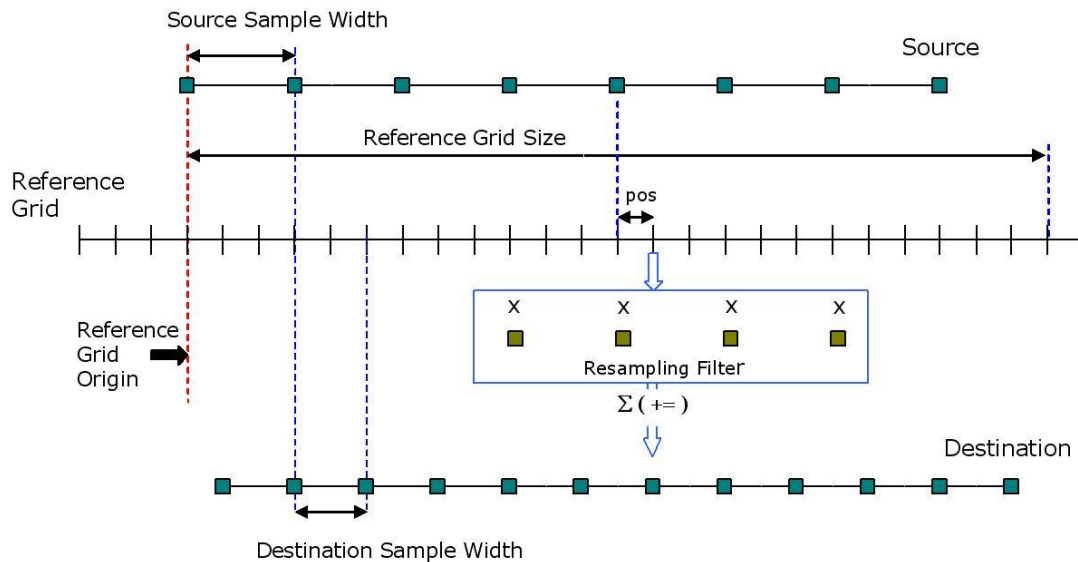 Source Sample Width
Source
Reference Grid Size
Reference
Grid
pos
x x x x
Reference
Grid
Origin
Resampling Filter
Σ ( += )
Destination
Destination Sample Width